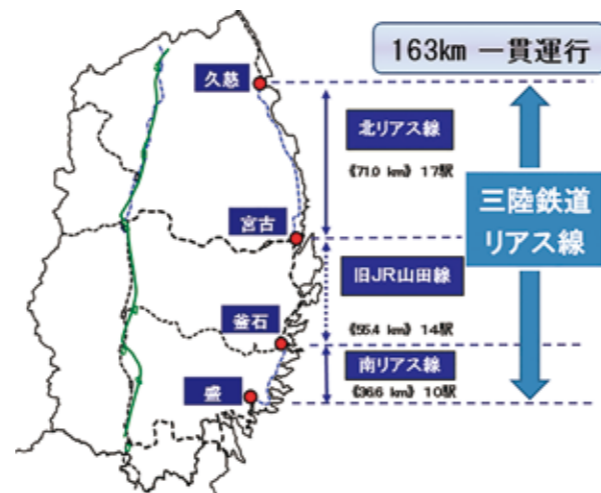 163km 一貫運行
久慈
北リアス線
《71.0 km》 17駅
三陸鉄道
リアス線
宮古
旧JR山田線
《55.4 km》 14駅
釜石
南リアス線
《36.6 km》 10駅
盛